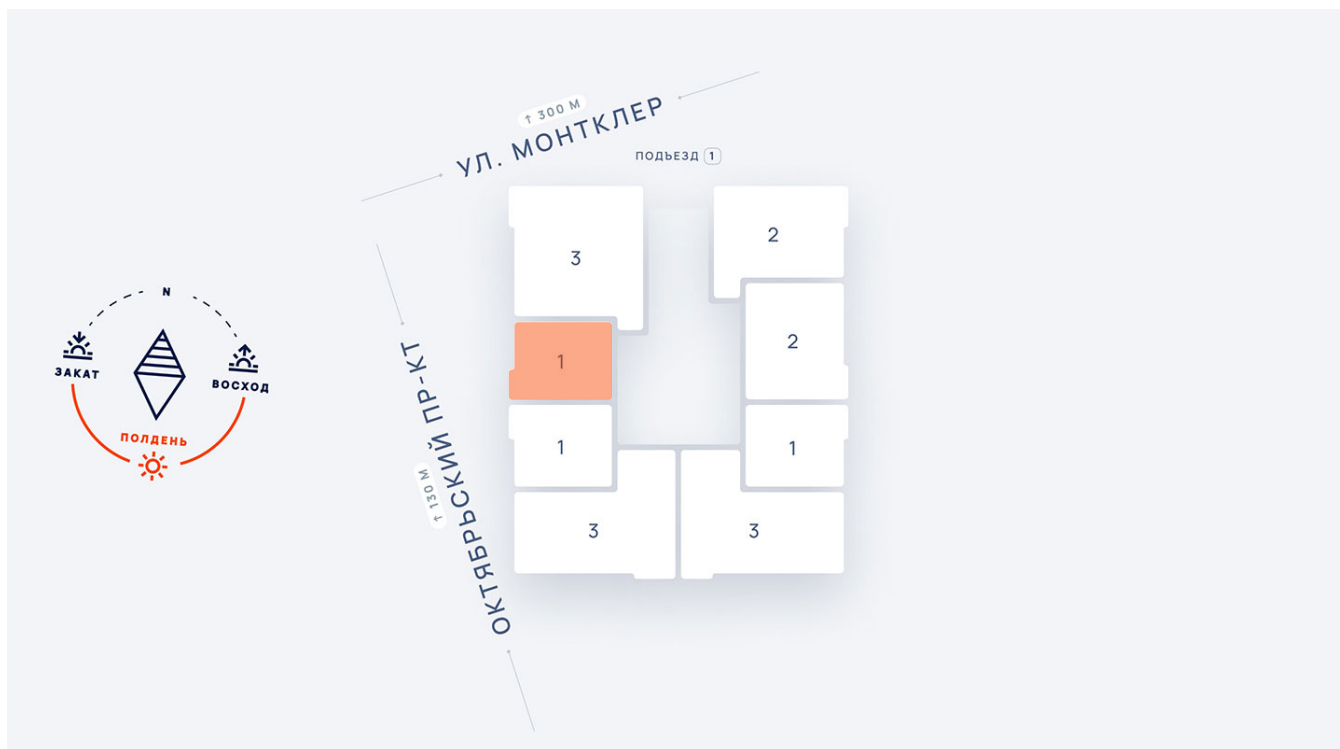 ↑ 300 М
УЛ. МОНТКЛЕР
ПОДЪЕЗД 1
3
2
N
ЗАКАТ
ВОСХОД
ПОЛДЕНЬ
1
2
ОКТЯБРЬСКИЙ ПР-КТ
↑ 130 М
1
1
3
3